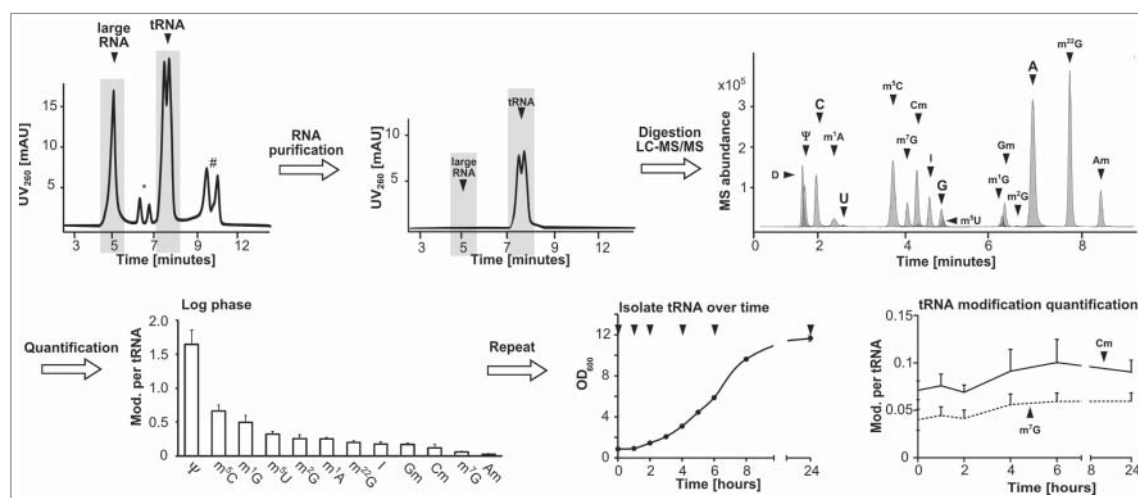 large
RNA
tRNA
15
10
5
UV260 [mAU]
*
#
3 5 7 9 12
Time [minutes]
RNA
purification
10
5
UV260 [mAU]
large
RNA
tRNA
3 5 7 9 12
Time [minutes]
Digestion
LC-MS/MS
x10⁵
3
2
1
MS abundance
D
Ψ
C
m¹A
U
m⁵C
m⁷G
Cm
I
G
m⁵U
m¹G
Gm
m²G
A
m²²G
Am
0 2 4 6 8
Time [minutes]
Quantification
Log phase
2.0
1.5
1.0
0.5
0
Mod. per tRNA
Ψ m⁵C m¹G m⁵U m²G m¹A m²²G I Gm Cm m⁷G Am
Repeat
Isolate tRNA over time
12
8
4
0
OD600
0 2 4 6 8 24
Time [hours]
tRNA modification quantification
0.15
0.1
0.05
0
Mod. per tRNA
Cm
m⁷G
0 2 4 6 8 24
Time [hours]